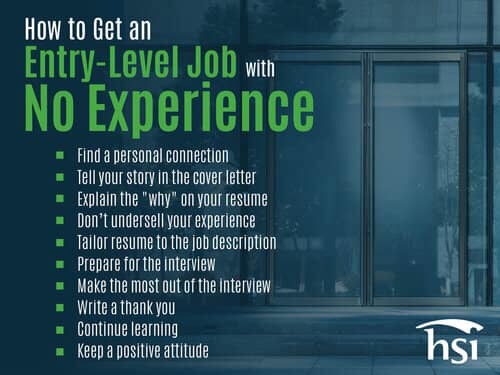 How to Get an
Entry-Level Job with
No Experience
Find a personal connection
Tell your story in the cover letter
Explain the "why" on your resume
Don’t undersell your experience
Tailor resume to the job description
Prepare for the interview
Make the most out of the interview
Write a thank you
Continue learning
Keep a positive attitude
hsi